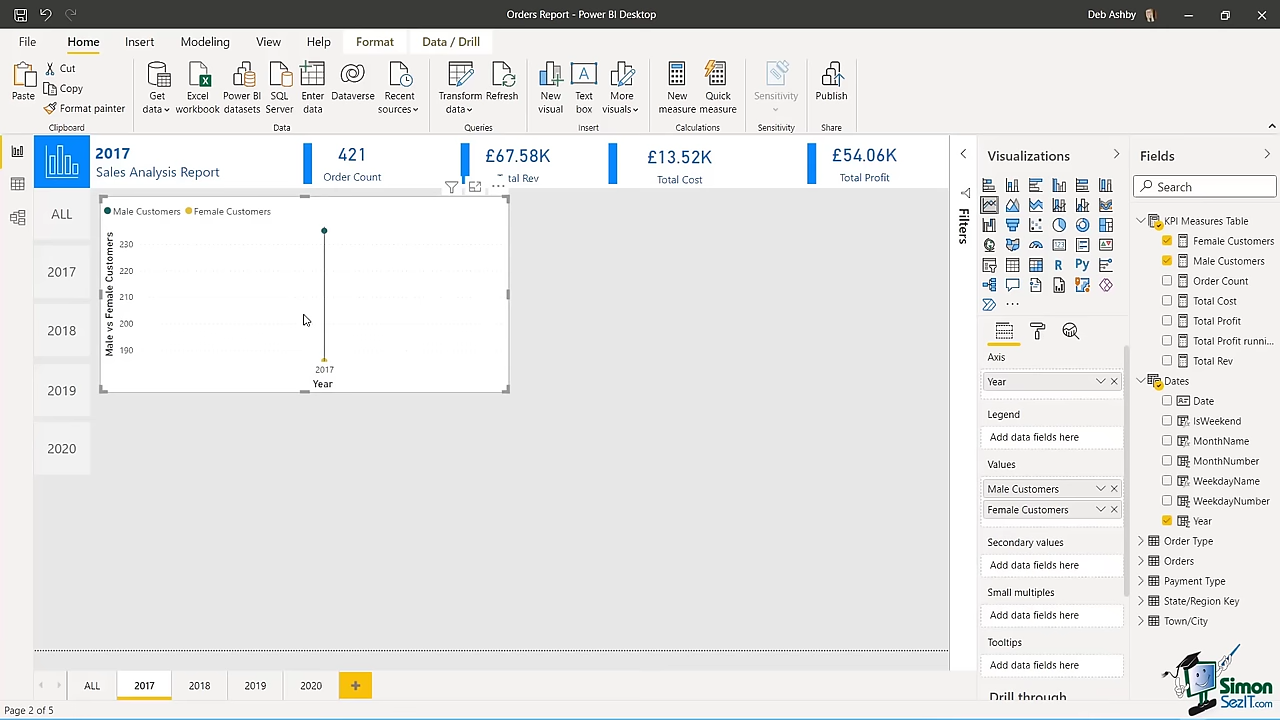 Orders Report - Power BI Desktop
Deb Ashby
File Home Insert Modeling View Help Format Data / Drill
Paste
Cut
Copy
Format painter
Clipboard
Get data
Excel workbook
Power BI datasets
SQL Server
Enter data
Dataverse
Recent sources
Data
Transform data
Refresh
Queries
New visual
Text box
More visuals
Insert
New measure
Quick measure
Calculations
Sensitivity
Sensitivity
Publish
Share
2017
Sales Analysis Report
421
Order Count
£67.58K
tal Rev
£13.52K
Total Cost
£54.06K
Total Profit
ALL
2017
2018
2019
2020
Male Customers Female Customers
Male vs Female Customers
230
220
210
200
190
2017
Year
Filters
Visualizations
R Py
123
Axis
Year
Legend
Add data fields here
Values
Male Customers
Female Customers
Secondary values
Add data fields here
Small multiples
Add data fields here
Tooltips
Add data fields here
Drill through
Fields
Search
KPI Measures Table
Female Customers
Male Customers
Order Count
Total Cost
Total Profit
Total Profit runni...
Total Rev
Dates
Date
IsWeekend
MonthName
MonthNumber
WeekdayName
WeekdayNumber
Year
Order Type
Orders
Payment Type
State/Region Key
Town/City
Simon
SezIT.com
ALL 2017 2018 2019 2020
Page 2 of 5